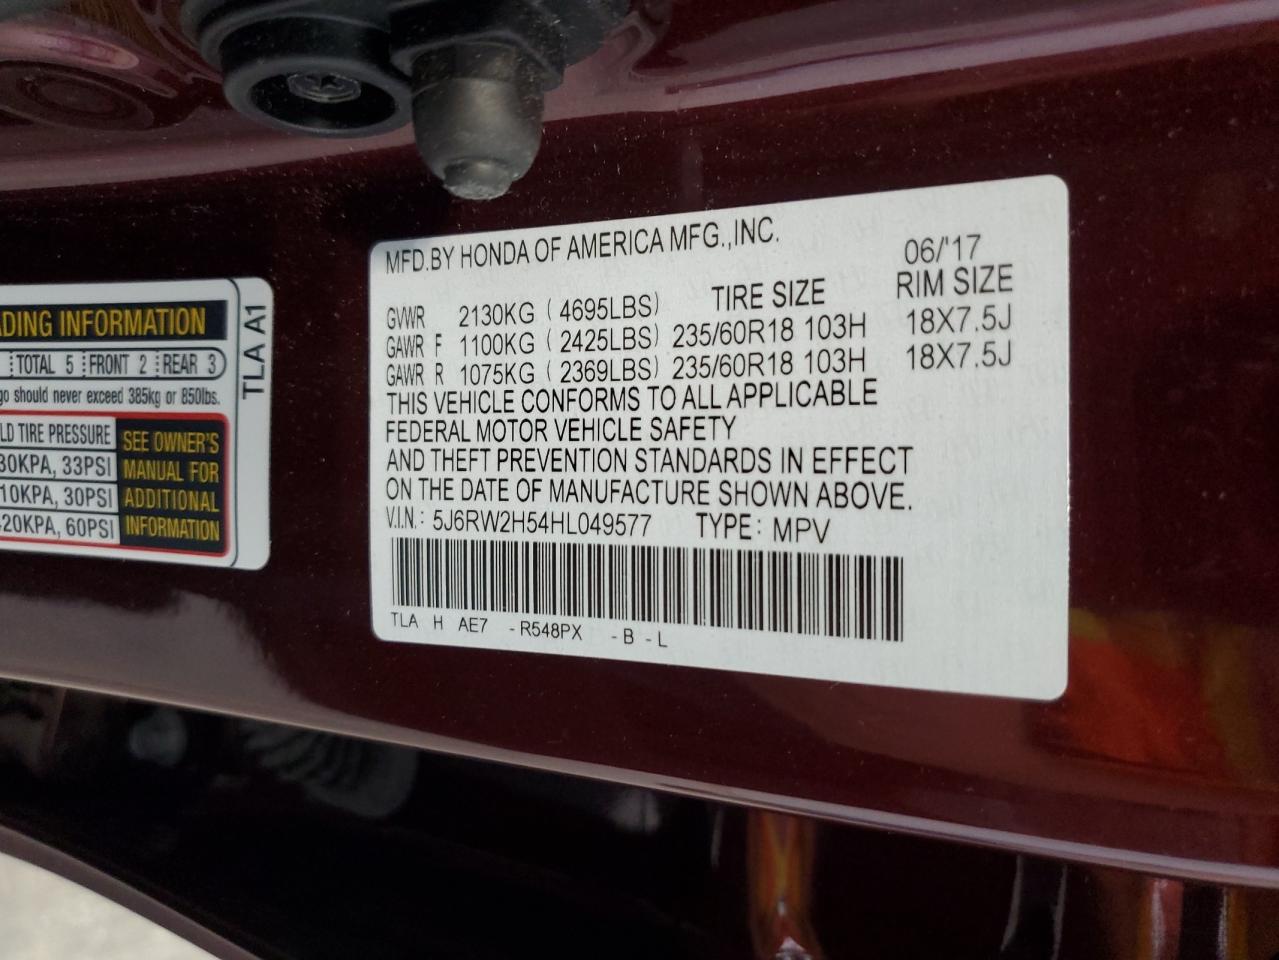 ADING INFORMATION
TOTAL 5 FRONT 2 REAR 3
go should never exceed 385kg or 850lbs.
LD TIRE PRESSURE
30KPA, 33PSI
10KPA, 30PSI
20KPA, 60PSI
SEE OWNER'S
MANUAL FOR
ADDITIONAL
INFORMATION
TLA A1
MFD.BY HONDA OF AMERICA MFG.,INC. 06/'17
GVWR 2130KG ( 4695LBS) TIRE SIZE RIM SIZE
GAWR F 1100KG ( 2425LBS) 235/60R18 103H 18X7.5J
GAWR R 1075KG ( 2369LBS) 235/60R18 103H 18X7.5J
THIS VEHICLE CONFORMS TO ALL APPLICABLE
FEDERAL MOTOR VEHICLE SAFETY
AND THEFT PREVENTION STANDARDS IN EFFECT
ON THE DATE OF MANUFACTURE SHOWN ABOVE.
V.I.N.: 5J6RW2H54HL049577 TYPE: MPV
TLA H AE7 -R548PX -B -L